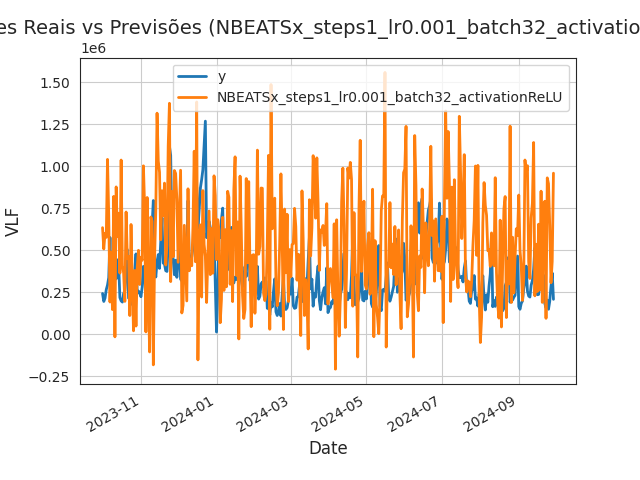 es Reais vs Previsões (NBEATSx_steps1_lr0.001_batch32_activatio
1e6
y
NBEATSx_steps1_lr0.001_batch32_activationReLU
1.50
1.25
1.00
0.75
0.50
0.25
0.00
−0.25
VLF
2023-11
2024-01
2024-03
2024-05
2024-07
2024-09
Date